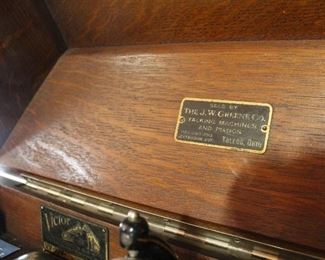 SOLD BY
THE J.W. GREENE CO.
TALKING MACHINES
AND PIANOS
TOLEDO, OHIO
VICTOR